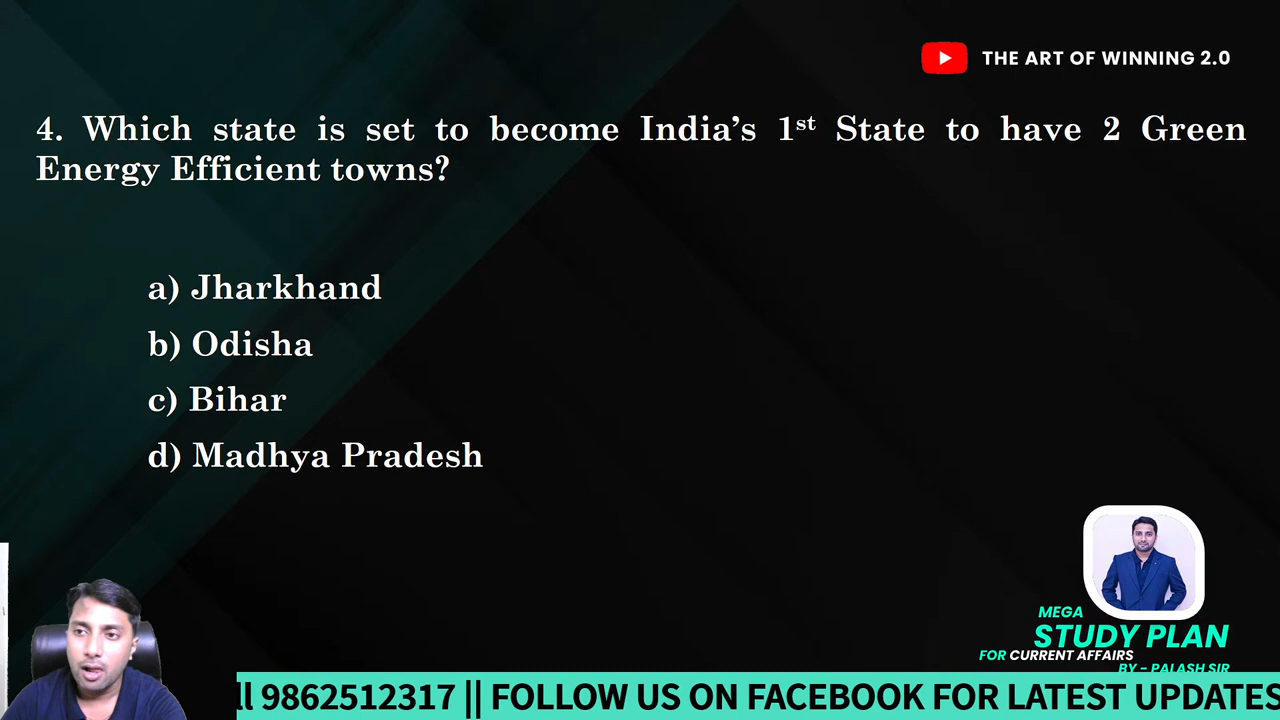 THE ART OF WINNING 2.0
4. Which state is set to become India’s 1st State to have 2 Green
Energy Efficient towns?
a) Jharkhand
b) Odisha
c) Bihar
d) Madhya Pradesh
MEGA
STUDY PLAN
FOR CURRENT AFFAIRS
BY - PALASH SIR
ll 9862512317 || FOLLOW US ON FACEBOOK FOR LATEST UPDATES